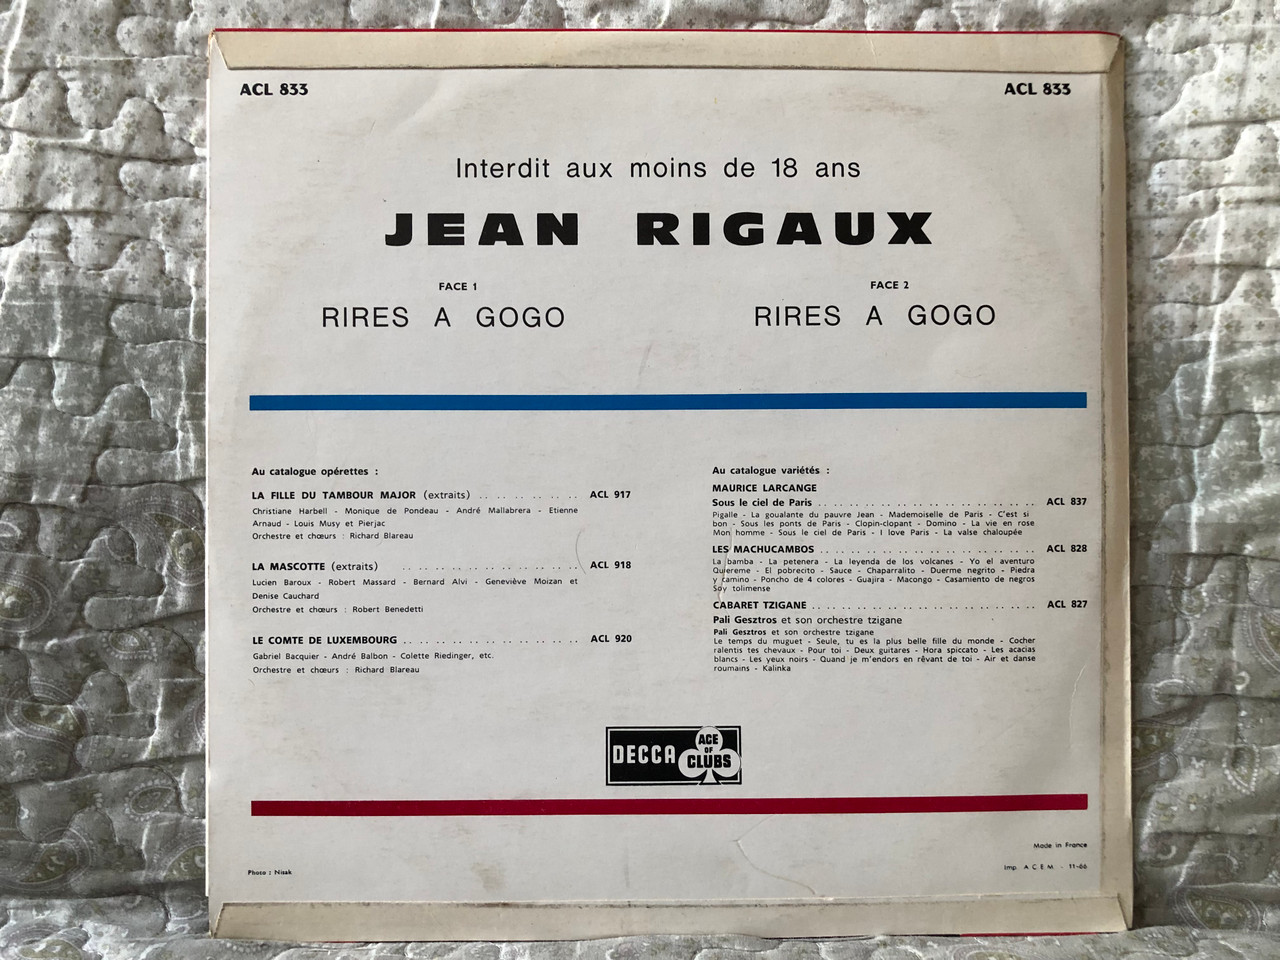 ACL 833
ACL 833
Interdit aux moins de 18 ans
JEAN RIGAUX
FACE 1
RIRES A GOGO
FACE 2
RIRES A GOGO
Au catalogue opérettes :
LA FILLE DU TAMBOUR MAJOR (extraits) .. .. .. .. .. .. .. ACL 917
Christiane Harbell - Monique de Pondeau - André Mallabrera - Etienne
Arnaud - Louis Musy et Pierjac
Orchestre et chœurs : Richard Blareau
LA MASCOTTE (extraits) .. .. .. .. .. .. .. .. .. .. .. .. ACL 918
Lucien Baroux - Robert Massard - Bernard Alvi - Geneviève Moizan et
Denise Cauchard
Orchestre et chœurs : Robert Benedetti
LE COMTE DE LUXEMBOURG .. .. .. .. .. .. .. .. .. .. .. .. ACL 920
Gabriel Bacquier - André Balbon - Colette Riedinger, etc.
Orchestre et chœurs : Richard Blareau
Au catalogue variétés :
MAURICE LARCANGE
Sous le ciel de Paris .. .. .. .. .. .. .. .. .. .. .. .. .. .. ACL 837
Pigalle - La goualante du pauvre Jean - Mademoiselle de Paris - C'est si
bon - Sous les ponts de Paris - Clopin-clopant - Domino - La vie en rose
Mon homme - Sous le ciel de Paris - I love Paris - La valse chaloupée
LES MACHUCAMBOS .. .. .. .. .. .. .. .. .. .. .. .. .. .. ACL 828
La bamba - La petenera - La leyenda de los volcanes - Yo el aventuro
Quiereme - El pobrecito - Sauce - Chaparralito - Duerme negrito - Piedra
y camino - Poncho de 4 colores - Guajira - Macongo - Casamiento de negros
Soy tolimense
CABARET TZIGANE .. .. .. .. .. .. .. .. .. .. .. .. .. .. ACL 827
Pali Gesztros et son orchestre tzigane
Pali Gesztros et son orchestre tzigane
Le temps du muguet - Seule, tu es la plus belle fille du monde - Cocher
ralentis tes chevaux - Pour toi - Deux guitares - Hora spiccato - Les acacias
blancs - Les yeux noirs - Quand je m'endors en rêvant de toi - Air et danse
roumains - Kalinka
DECCA ACE OF CLUBS
Made in France
Photo : Nisak
Imp. A C E M - 11-66